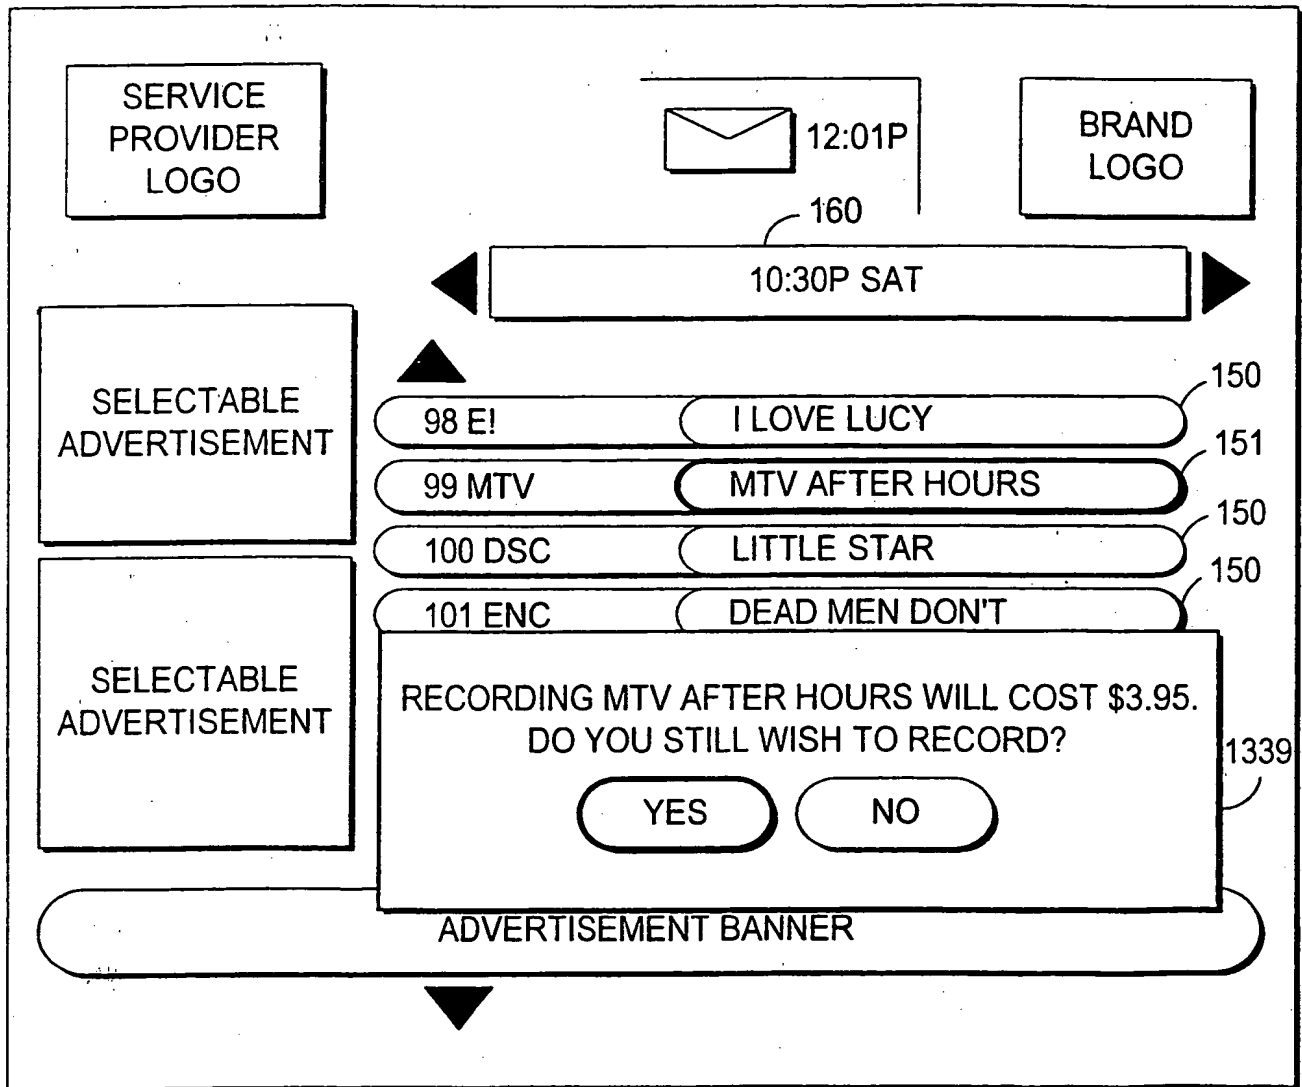 SERVICE
PROVIDER
LOGO
12:01P
BRAND
LOGO
160
10:30P SAT
SELECTABLE
ADVERTISEMENT
150
98 E! I LOVE LUCY
151
99 MTV MTV AFTER HOURS
150
100 DSC LITTLE STAR
150
101 ENC DEAD MEN DON'T
SELECTABLE
ADVERTISEMENT
RECORDING MTV AFTER HOURS WILL COST $3.95.
DO YOU STILL WISH TO RECORD?
1339
YES NO
ADVERTISEMENT BANNER